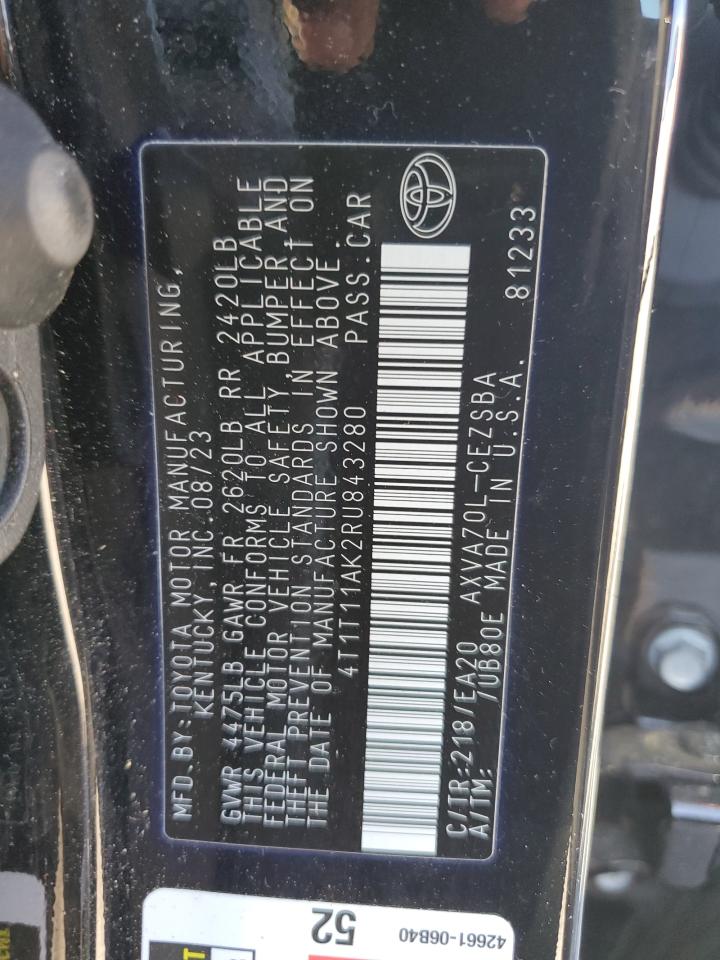 MFD.BY:TOYOTA MOTOR MANUFACTURING,
KENTUCKY, INC.08/23
GVWR 4475LB GAWR FR 2620LB RR 2420LB
THIS VEHICLE CONFORMS TO ALL APPLICABLE
FEDERAL MOTOR VEHICLE SAFETY, BUMPER, AND
THEFT PREVENTION STANDARDS IN EFFECT ON
THE DATE OF MANUFACTURE SHOWN ABOVE.
4T1T11AK2RU843280 PASS.CAR
C/TR:218/EA20 AXVA70L-CEZSBA
A/TM: /UB80E MADE IN U.S.A. 81233
52
42661-06B40